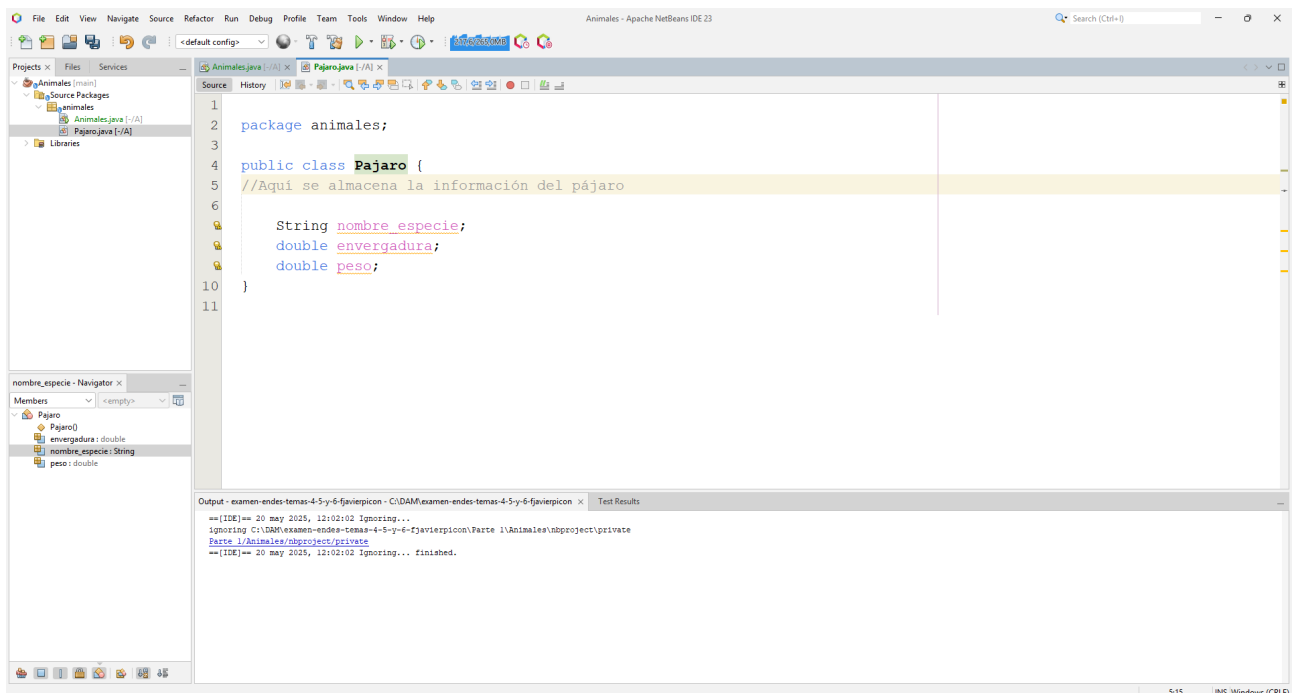 File Edit View Navigate Source Refactor Run Debug Profile Team Tools Window Help
Animales - Apache NetBeans IDE 23
Search (Ctrl+I)
<default config>
Projects Files Services
Animales [main]
Source Packages
animales
Animales.java [-/A]
Pajaro.java [-/A]
Libraries
Animales.java [-/A] Pajaro.java [-/A]
Source History
1
2 package animales;
3
4 public class Pajaro {
5 //Aquí se almacena la información del pájaro
6
String nombre_especie;
double envergadura;
double peso;
10 }
11
nombre_especie - Navigator
Members <empty>
Pajaro
Pajaro()
envergadura : double
nombre_especie : String
peso : double
Output - examen-endes-temas-4-5-y-6-fjavierpicon - C:\DAM\examen-endes-temas-4-5-y-6-fjavierpicon Test Results
==[IDE]== 20 may 2025, 12:02:02 Ignoring...
ignoring C:\DAM\examen-endes-temas-4-5-y-6-fjavierpicon\Parte 1\Animales\nbproject\private
Parte 1/Animales/nbproject/private
==[IDE]== 20 may 2025, 12:02:02 Ignoring... finished.
5:15 INS Windows (CRLF)